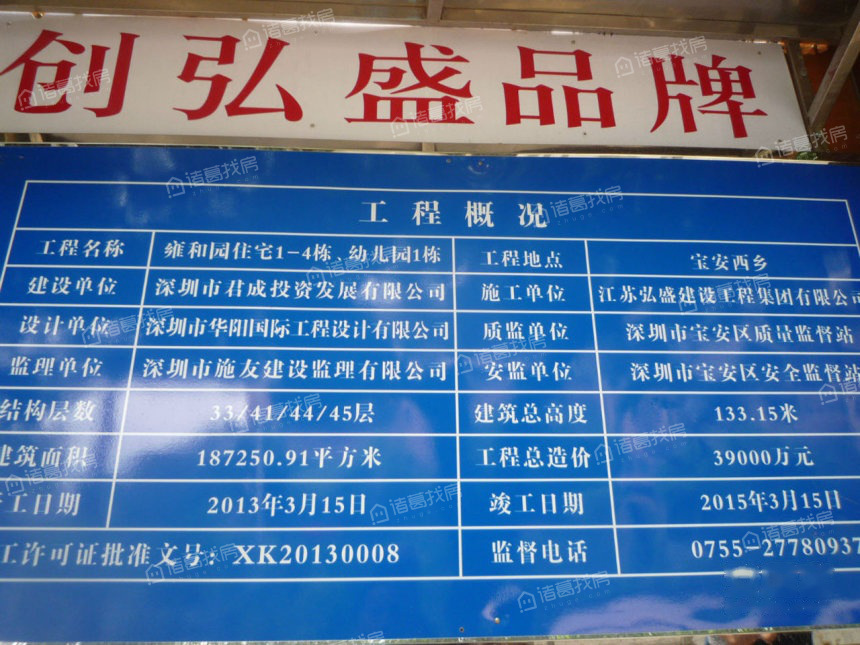 创弘盛品牌
工程概况
工程名称 雍和园住宅1-4栋、幼儿园1栋 工程地点 宝安西乡
建设单位 深圳市君成投资发展有限公司 施工单位 江苏弘盛建设工程集团有限公司
设计单位 深圳市华阳国际工程设计有限公司 质监单位 深圳市宝安区质量监督站
监理单位 深圳市施友建设监理有限公司 安监单位 深圳市宝安区安全监督站
结构层数 33/41/44/45层 建筑总高度 133.15米
建筑面积 187250.91平方米 工程总造价 39000万元
工日期 2013年3月15日 竣工日期 2015年3月15日
工许可证批准文号：XK20130008 监督电话 0755-27780937
诸葛找房